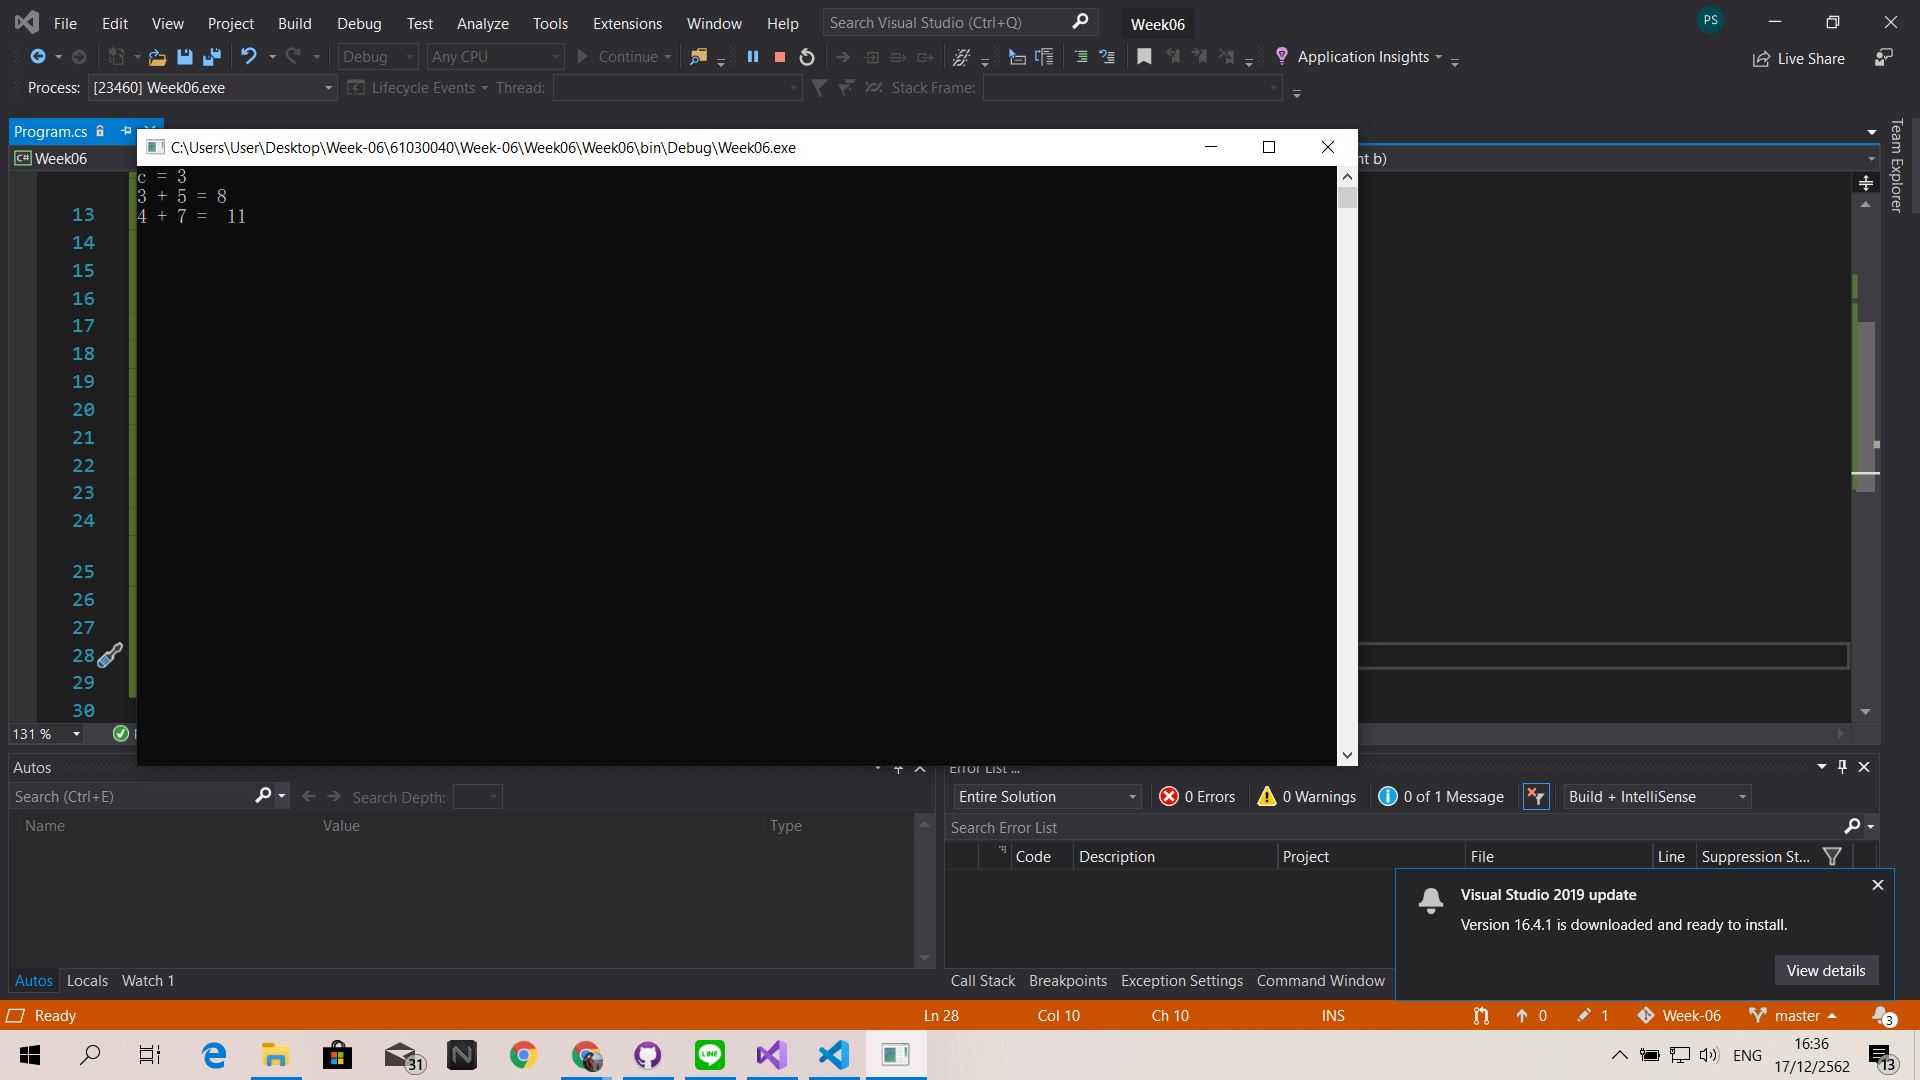 File Edit View Project Build Debug Test Analyze Tools Extensions Window Help Search Visual Studio (Ctrl+Q) Week06 PS
Debug Any CPU Continue Application Insights Live Share
Process: [23460] Week06.exe Lifecycle Events Thread: Stack Frame:
Program.cs
C:\Users\User\Desktop\Week-06\61030040\Week-06\Week06\Week06\bin\Debug\Week06.exe
C# Week06
nt b)
Team Explorer
c = 3
3 + 5 = 8
4 + 7 =  11
13
14
15
16
17
18
19
20
21
22
23
24
25
26
27
28
29
30
131 %
Autos
Search (Ctrl+E) Search Depth:
Name Value Type
Autos Locals Watch 1
Error List ...
Entire Solution 0 Errors 0 Warnings 0 of 1 Message Build + IntelliSense
Search Error List
Code Description Project File Line Suppression St...
Call Stack Breakpoints Exception Settings Command Window
Visual Studio 2019 update
Version 16.4.1 is downloaded and ready to install.
View details
Ready Ln 28 Col 10 Ch 10 INS 0 1 Week-06 master 3
31 N LINE ENG 16:36
17/12/2562 13